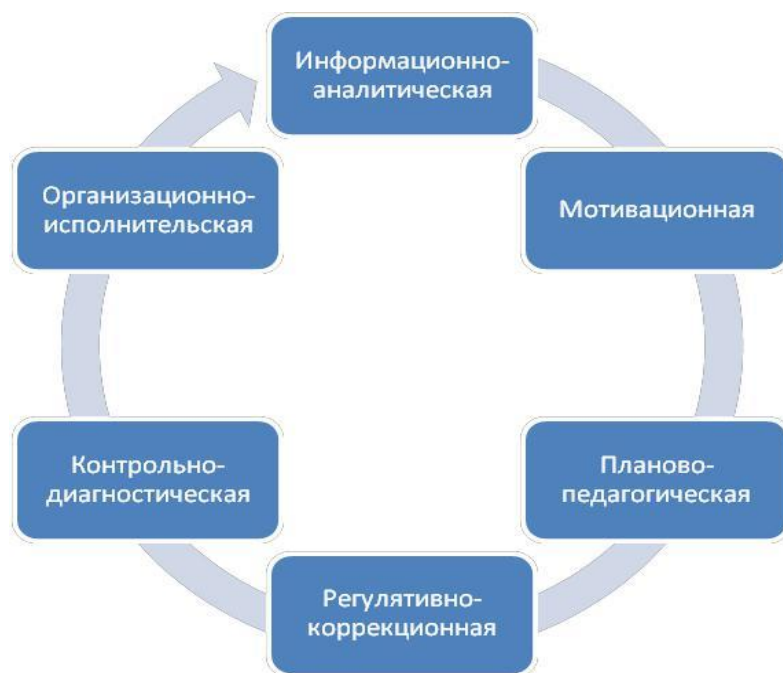 Информационно-
аналитическая
Мотивационная
Планово-
педагогическая
Регулятивно-
коррекционная
Контрольно-
диагностическая
Организационно-
исполнительская